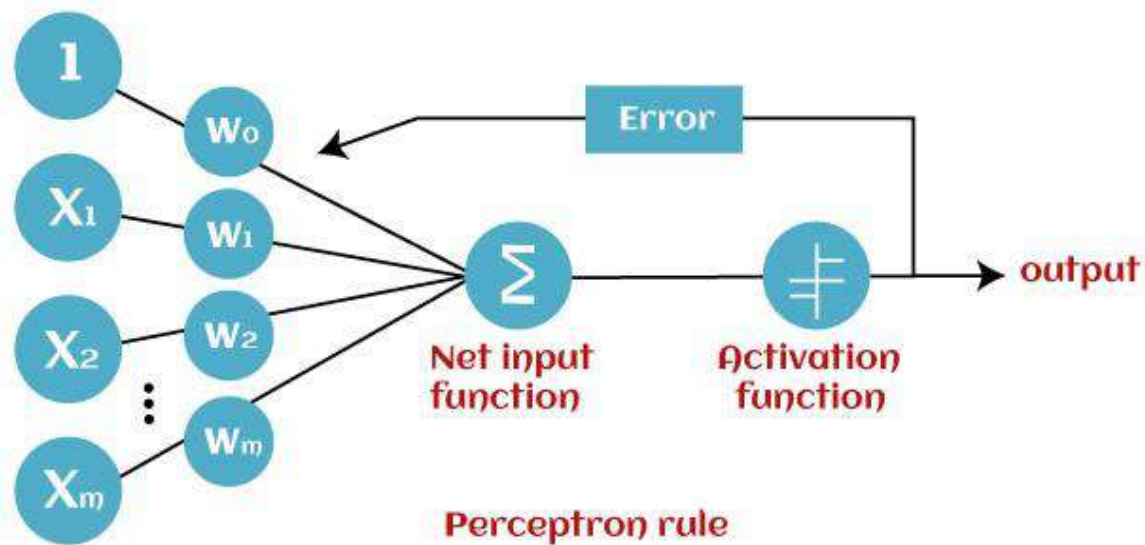 1
W₀
Error
X₁
W₁
Σ
output
X₂
W₂
Net input
function
Activation
function
Xₘ
Wₘ
Perceptron rule